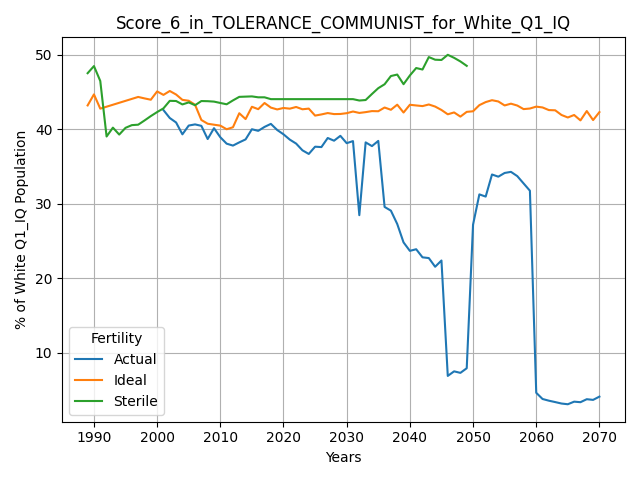 Score_6_in_TOLERANCE_COMMUNIST_for_White_Q1_IQ
% of White Q1_IQ Population
50
40
30
20
10
Fertility
Actual
Ideal
Sterile
1990 2000 2010 2020 2030 2040 2050 2060 2070
Years